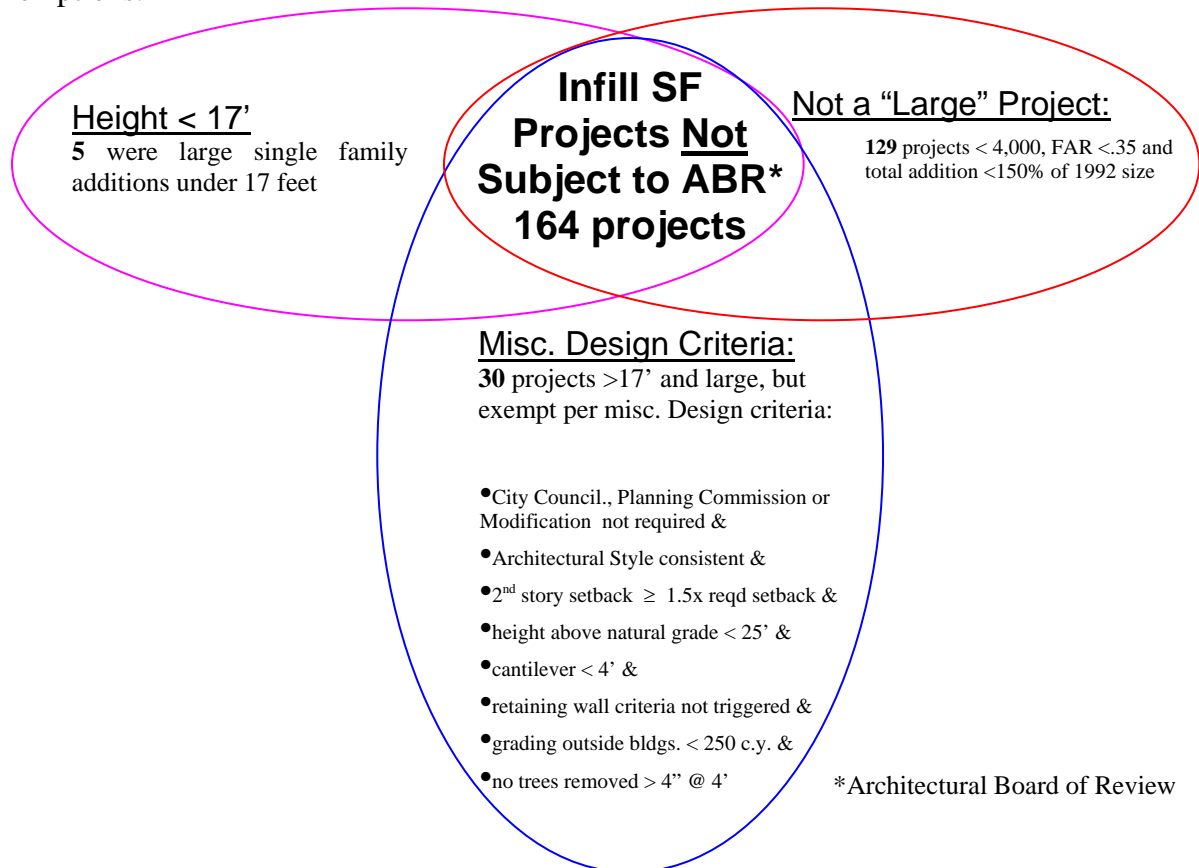 Infill SF
Projects Not
Subject to ABR*
164 projects
Height < 17'
5 were large single family
additions under 17 feet
Not a “Large” Project:
129 projects < 4,000, FAR <.35 and
total addition <150% of 1992 size
Misc. Design Criteria:
30 projects >17’ and large, but
exempt per misc. Design criteria:
•City Council., Planning Commission or
Modification not required &
•Architectural Style consistent &
•2nd story setback ≥ 1.5x reqd setback &
•height above natural grade < 25’ &
•cantilever < 4’ &
•retaining wall criteria not triggered &
•grading outside bldgs. < 250 c.y. &
•no trees removed > 4” @ 4’
*Architectural Board of Review